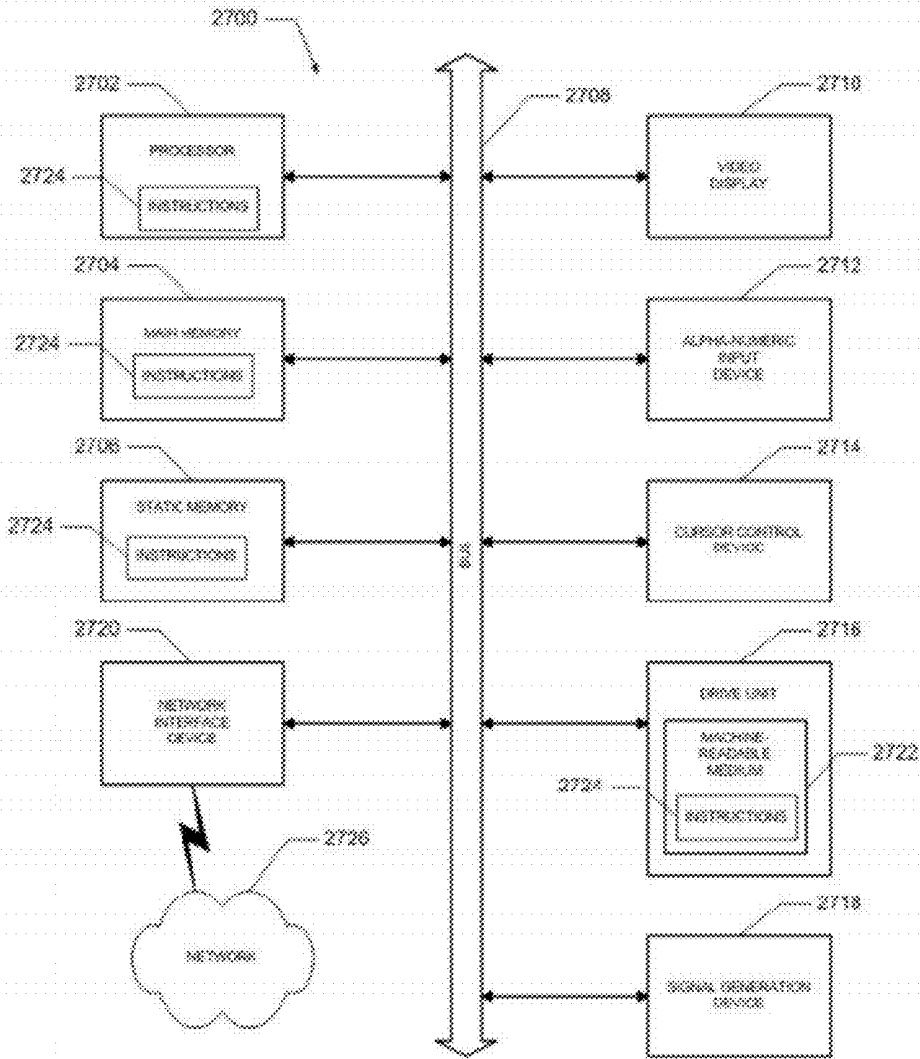 2700
2702
PROCESSOR
2724
INSTRUCTIONS
2704
MAIN MEMORY
2724
INSTRUCTIONS
2706
STATIC MEMORY
2724
INSTRUCTIONS
2720
NETWORK
INTERFACE
DEVICE
2726
NETWORK
2708
BUS
2710
VIDEO
DISPLAY
2712
ALPHA-NUMERIC
INPUT
DEVICE
2714
CURSOR CONTROL
DEVICE
2716
DRIVE UNIT
MACHINE-
READABLE
MEDIUM
2722
2724
INSTRUCTIONS
2718
SIGNAL GENERATION
DEVICE